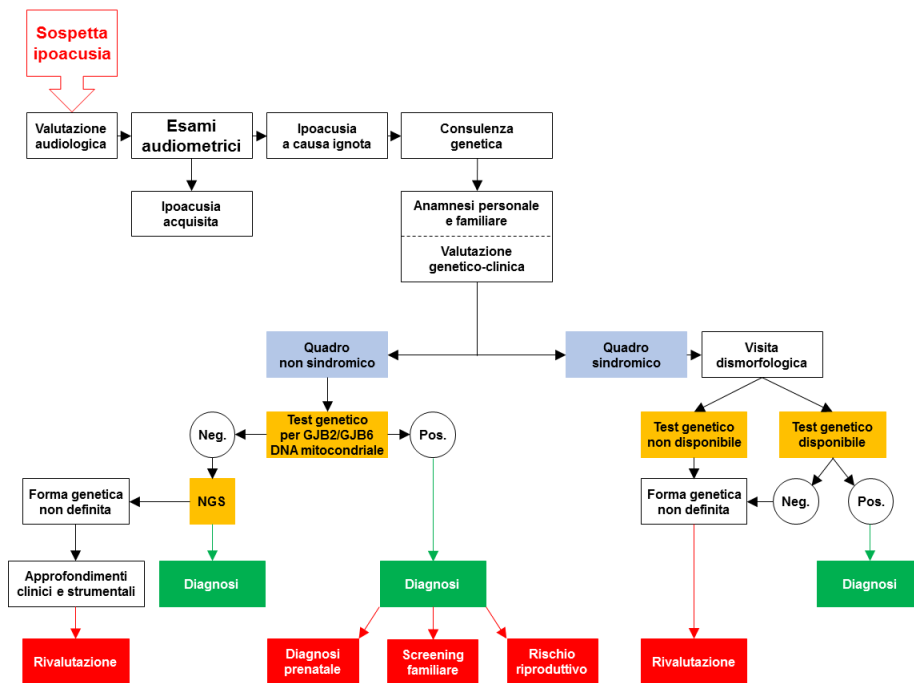 Sospetta
ipoacusia
Valutazione
audiologica
Esami
audiometrici
Ipoacusia
a causa ignota
Consulenza
genetica
Ipoacusia
acquisita
Anamnesi personale
e familiare
Valutazione
genetico-clinica
Quadro
non sindromico
Quadro
sindromico
Visita
dismorfologica
Neg.
Test genetico
per GJB2/GJB6
DNA mitocondriale
Pos.
Test genetico
non disponibile
Test genetico
disponibile
Forma genetica
non definita
NGS
Forma genetica
non definita
Neg.
Pos.
Approfondimenti
clinici e strumentali
Diagnosi
Diagnosi
Diagnosi
Rivalutazione
Diagnosi
prenatale
Screening
familiare
Rischio
riproduttivo
Rivalutazione